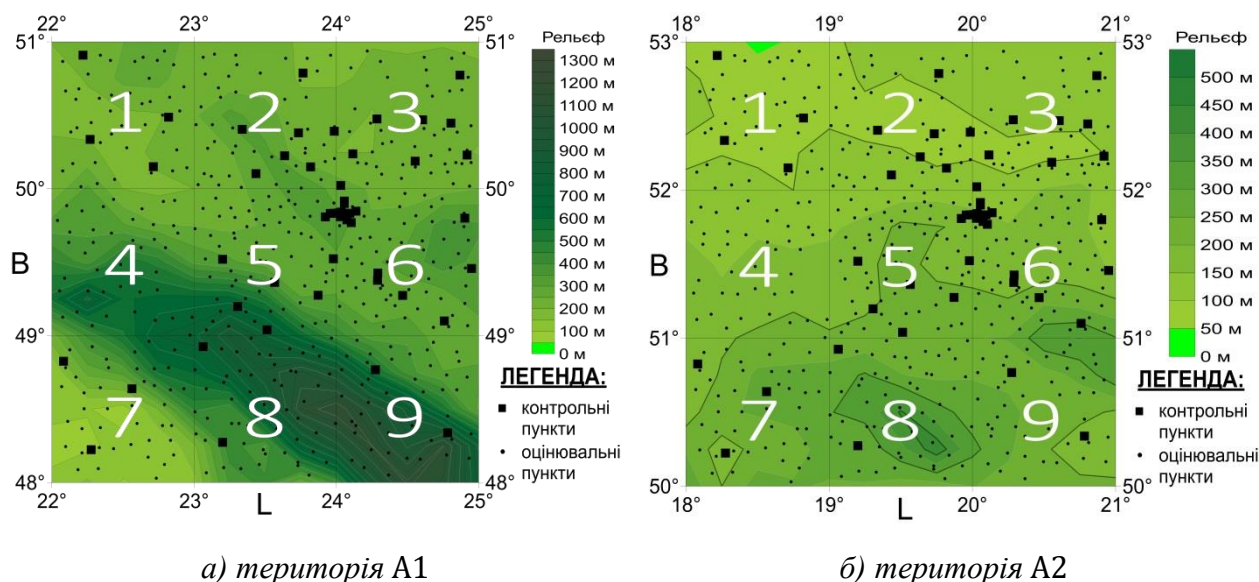 22° 23° 24° 25°
51° 51°
50° 50°
49° 49°
48° 48°
22° 23° 24° 25°
B
L
1 2 3
4 5 6
7 8 9
Рельєф
1300 м
1200 м
1100 м
1000 м
900 м
800 м
700 м
600 м
500 м
400 м
300 м
200 м
100 м
0 м
ЛЕГЕНДА:
контрольні
пункти
оцінювальні
пункти
а) територія А1
18° 19° 20° 21°
53° 53°
52° 52°
51° 51°
50° 50°
18° 19° 20° 21°
B
L
1 2 3
4 5 6
7 8 9
Рельєф
500 м
450 м
400 м
350 м
300 м
250 м
200 м
150 м
100 м
50 м
0 м
ЛЕГЕНДА:
контрольні
пункти
оцінювальні
пункти
б) територія А2